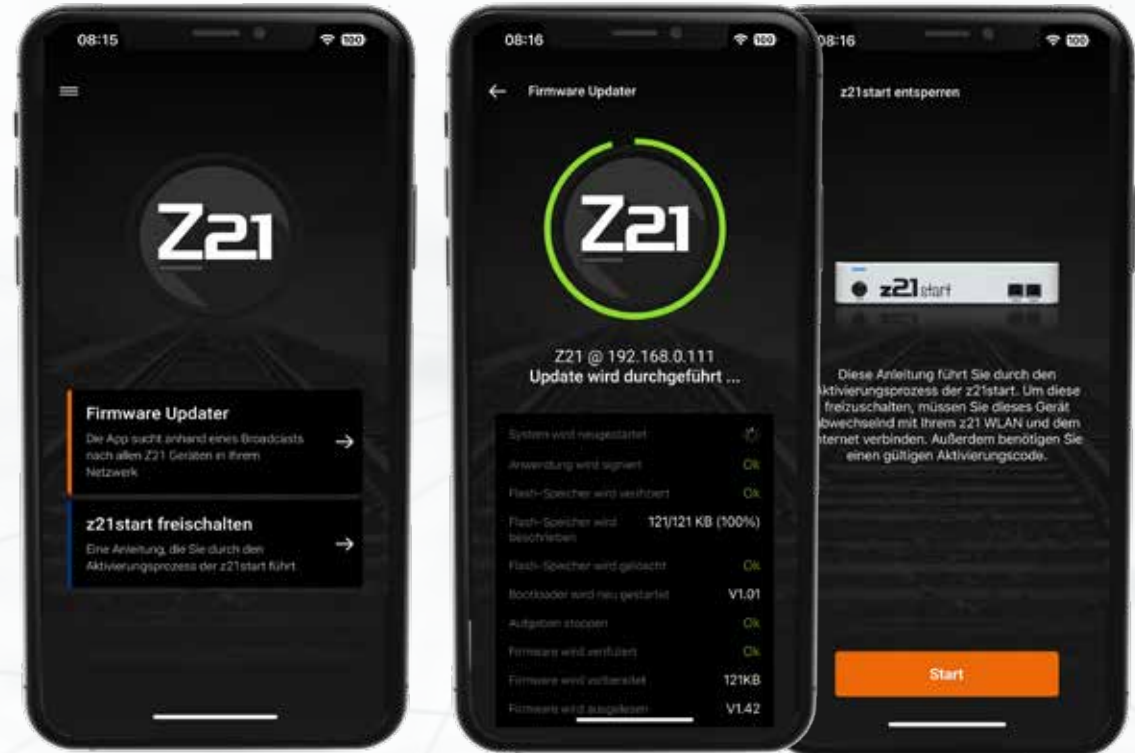 08:15
100
Z21
Firmware Updater
Die App sucht anhand eines Broadcasts
nach allen Z21 Geräten in Ihrem
Netzwerk
z21start freischalten
Eine Anleitung, die Sie durch den
Aktivierungsprozess der z21start führt
08:16
100
Firmware Updater
Z21
Z21 @ 192.168.0.111
Update wird durchgeführt ...
System wird neugestartet
Anwendung wird signiert Ok
Flash-Speicher wird verifiziert Ok
Flash-Speicher wird 121/121 KB (100%)
beschrieben
Flash-Speicher wird gelöscht Ok
Bootloader wird neu gestartet V1.01
Aufgaben stoppen Ok
Firmware wird verifiziert Ok
Firmware wird vorbereitet 121KB
Firmware wird ausgelesen V1.42
08:16
100
z21start entsperren
z21 start
Diese Anleitung führt Sie durch den
ktivierungsprozess der z21start. Um diese
freizuschalten, müssen Sie dieses Gerät
bwechselnd mit Ihrem z21 WLAN und dem
ternet verbinden. Außerdem benötigen Sie
einen gültigen Aktivierungscode.
Start